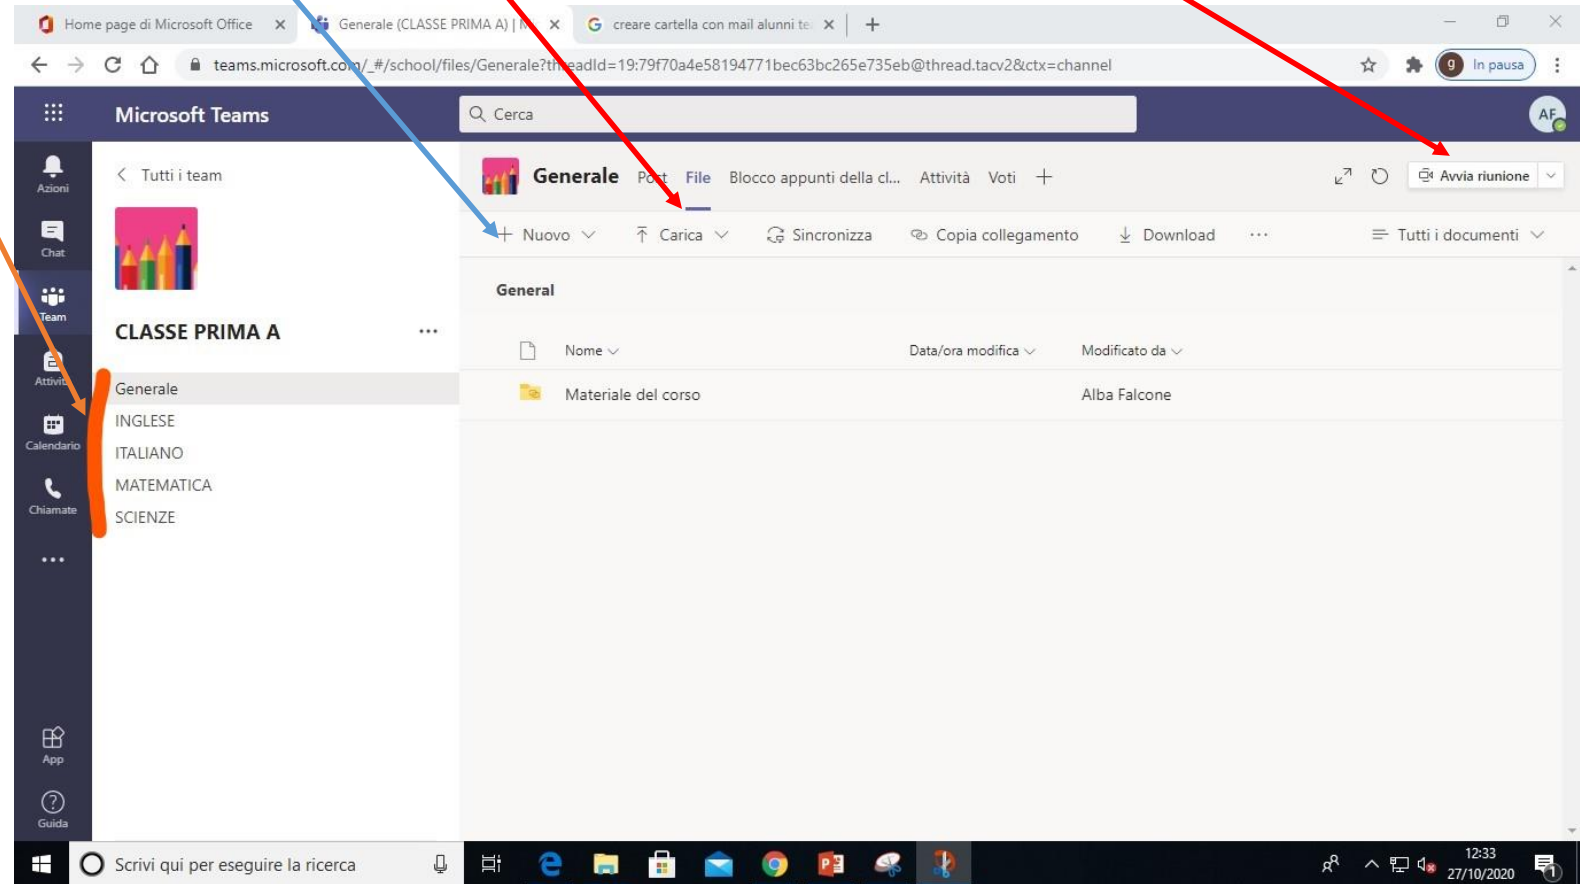 Home page di Microsoft Office
Generale (CLASSE PRIMA A) |
creare cartella con mail alunni te
teams.microsoft.com/_#/school/files/Generale?threadId=19:79f70a4e58194771bec63bc265e735eb@thread.tacv2&ctx=channel
g In pausa
Microsoft Teams
Cerca
AF
Azioni
Chat
Team
Attività
Calendario
Chiamate
App
Guida
Tutti i team
CLASSE PRIMA A
Generale
INGLESE
ITALIANO
MATEMATICA
SCIENZE
Generale Post File Blocco appunti della cl... Attività Voti +
Avvia riunione
+ Nuovo Carica Sincronizza Copia collegamento Download ... Tutti i documenti
General
Nome Data/ora modifica Modificato da
Materiale del corso Alba Falcone
Scrivi qui per eseguire la ricerca
12:33
27/10/2020
1